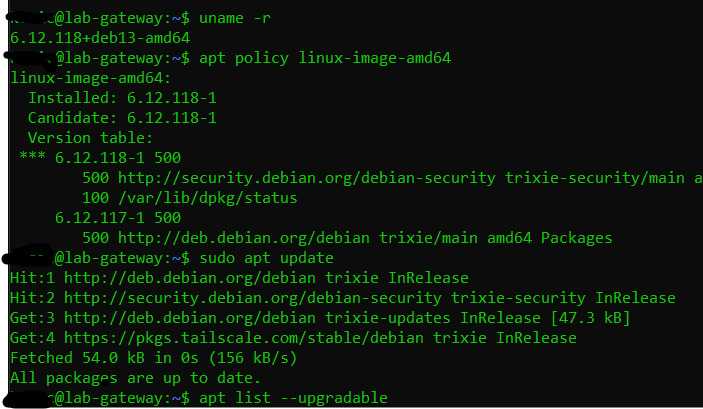 @lab-gateway:~$ uname -r
6.12.118+deb13-amd64
@lab-gateway:~$ apt policy linux-image-amd64
linux-image-amd64:
  Installed: 6.12.118-1
  Candidate: 6.12.118-1
  Version table:
 *** 6.12.118-1 500
        500 http://security.debian.org/debian-security trixie-security/main a
        100 /var/lib/dpkg/status
     6.12.117-1 500
        500 http://deb.debian.org/debian trixie/main amd64 Packages
@lab-gateway:~$ sudo apt update
Hit:1 http://deb.debian.org/debian trixie InRelease
Hit:2 http://security.debian.org/debian-security trixie-security InRelease
Get:3 http://deb.debian.org/debian trixie-updates InRelease [47.3 kB]
Get:4 https://pkgs.tailscale.com/stable/debian trixie InRelease
Fetched 54.0 kB in 0s (156 kB/s)
All packages are up to date.
@lab-gateway:~$ apt list --upgradable